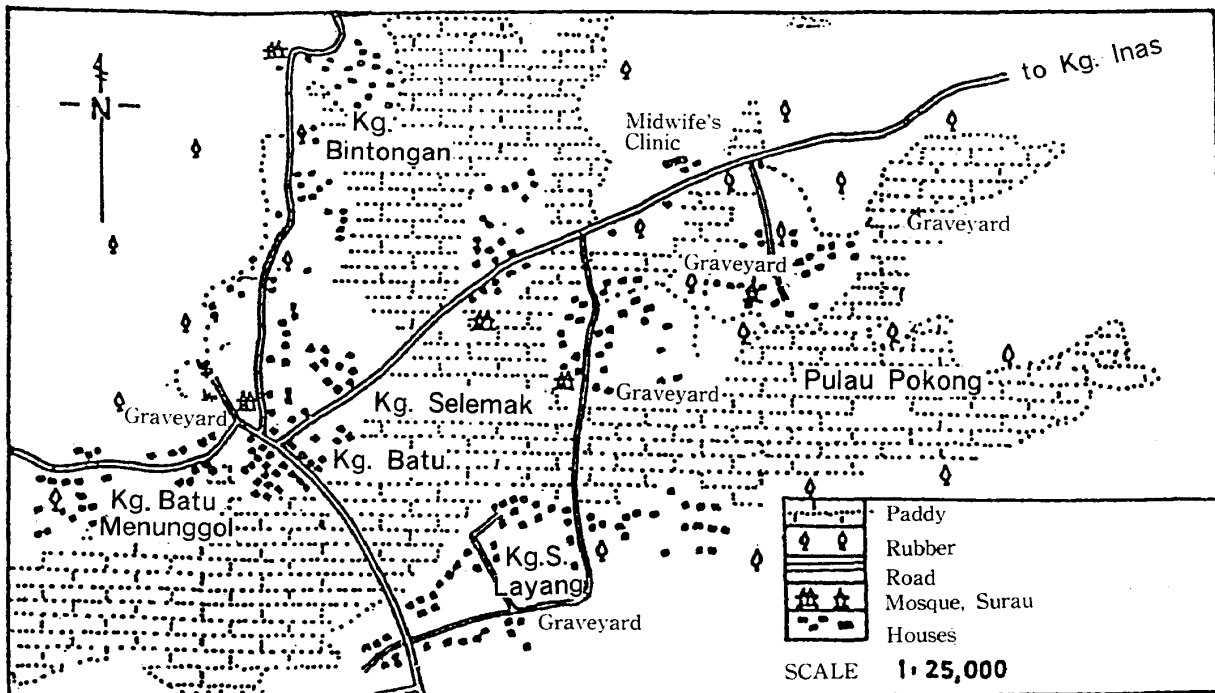 N
to Kg. Inas
Midwife's
Clinic
Kg.
Bintongan
Graveyard
Graveyard
Pulau Pokong
Graveyard
Kg. Selemak
Graveyard
Kg. Batu
Kg. Batu
Menunggol
Kg.S.
Layang
Graveyard
Paddy
Rubber
Road
Mosque, Surau
Houses
SCALE 1:25,000